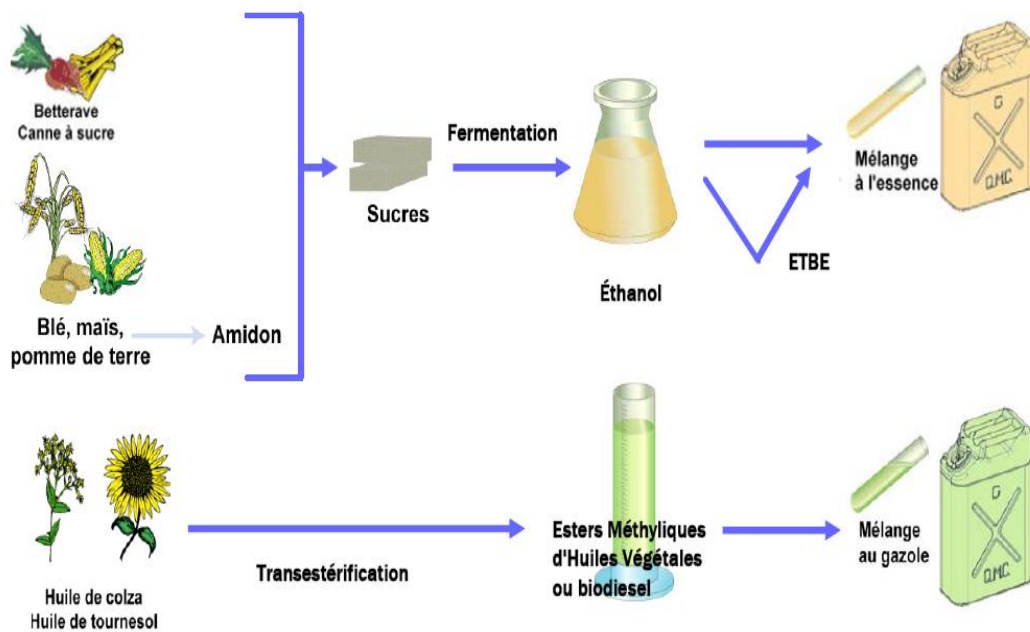 Betterave
Canne à sucre
Blé, maïs,
pomme de terre
Amidon
Sucres
Fermentation
Éthanol
ETBE
Mélange
à l'essence
G
Q.M.C.
Huile de colza
Huile de tournesol
Transestérification
Esters Méthyliques
d'Huiles Végétales
ou biodiesel
Mélange
au gazole
G
Q.M.C.